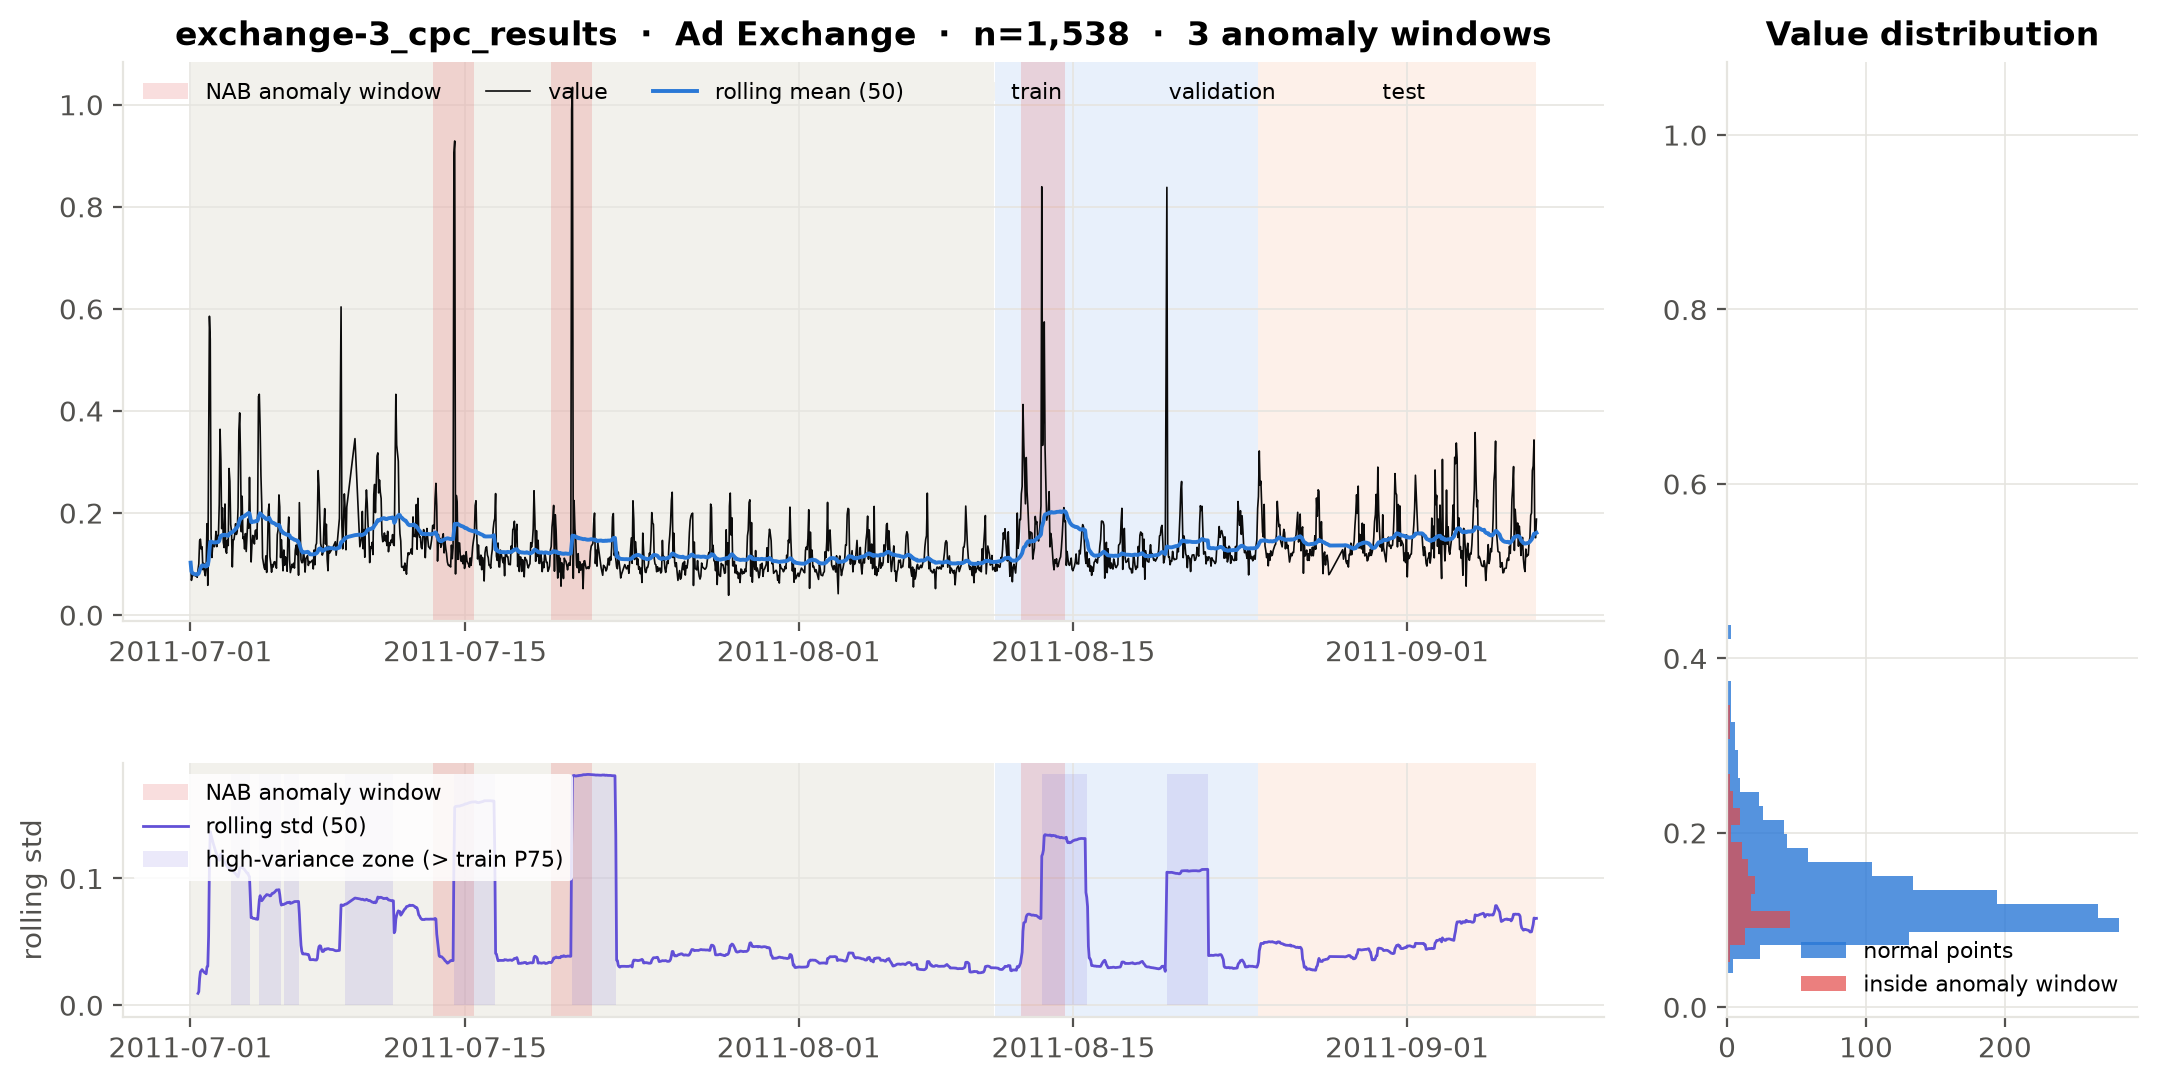 exchange-3_cpc_results · Ad Exchange · n=1,538 · 3 anomaly windows
NAB anomaly window
value
rolling mean (50)
train
validation
test
1.0
0.8
0.6
0.4
0.2
0.0
2011-07-01
2011-07-15
2011-08-01
2011-08-15
2011-09-01
rolling std
NAB anomaly window
rolling std (50)
high-variance zone (> train P75)
0.1
0.0
2011-07-01
2011-07-15
2011-08-01
2011-08-15
2011-09-01
Value distribution
1.0
0.8
0.6
0.4
0.2
0.0
normal points
inside anomaly window
0
100
200